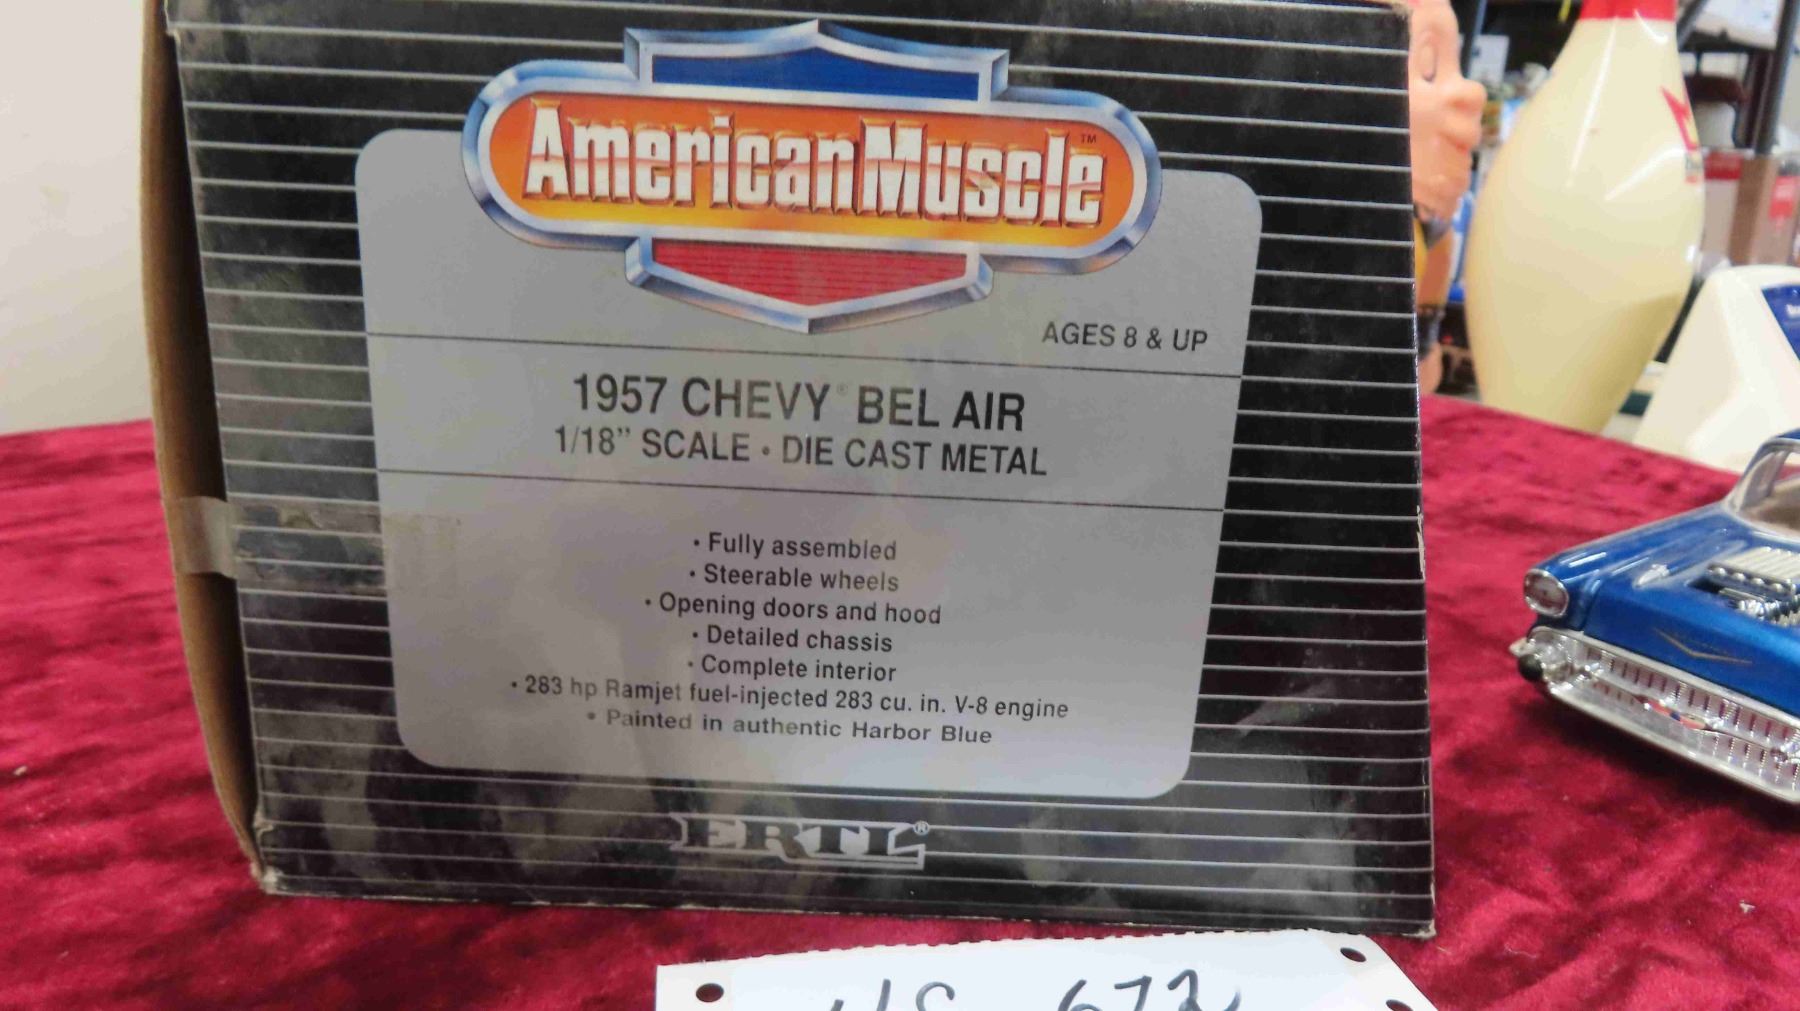 AmericanMuscle™
AGES 8 & UP
1957 CHEVY® BEL AIR
1/18” SCALE • DIE CAST METAL
• Fully assembled
• Steerable wheels
• Opening doors and hood
• Detailed chassis
• Complete interior
• 283 hp Ramjet fuel-injected 283 cu. in. V-8 engine
• Painted in authentic Harbor Blue
ERTL®
672